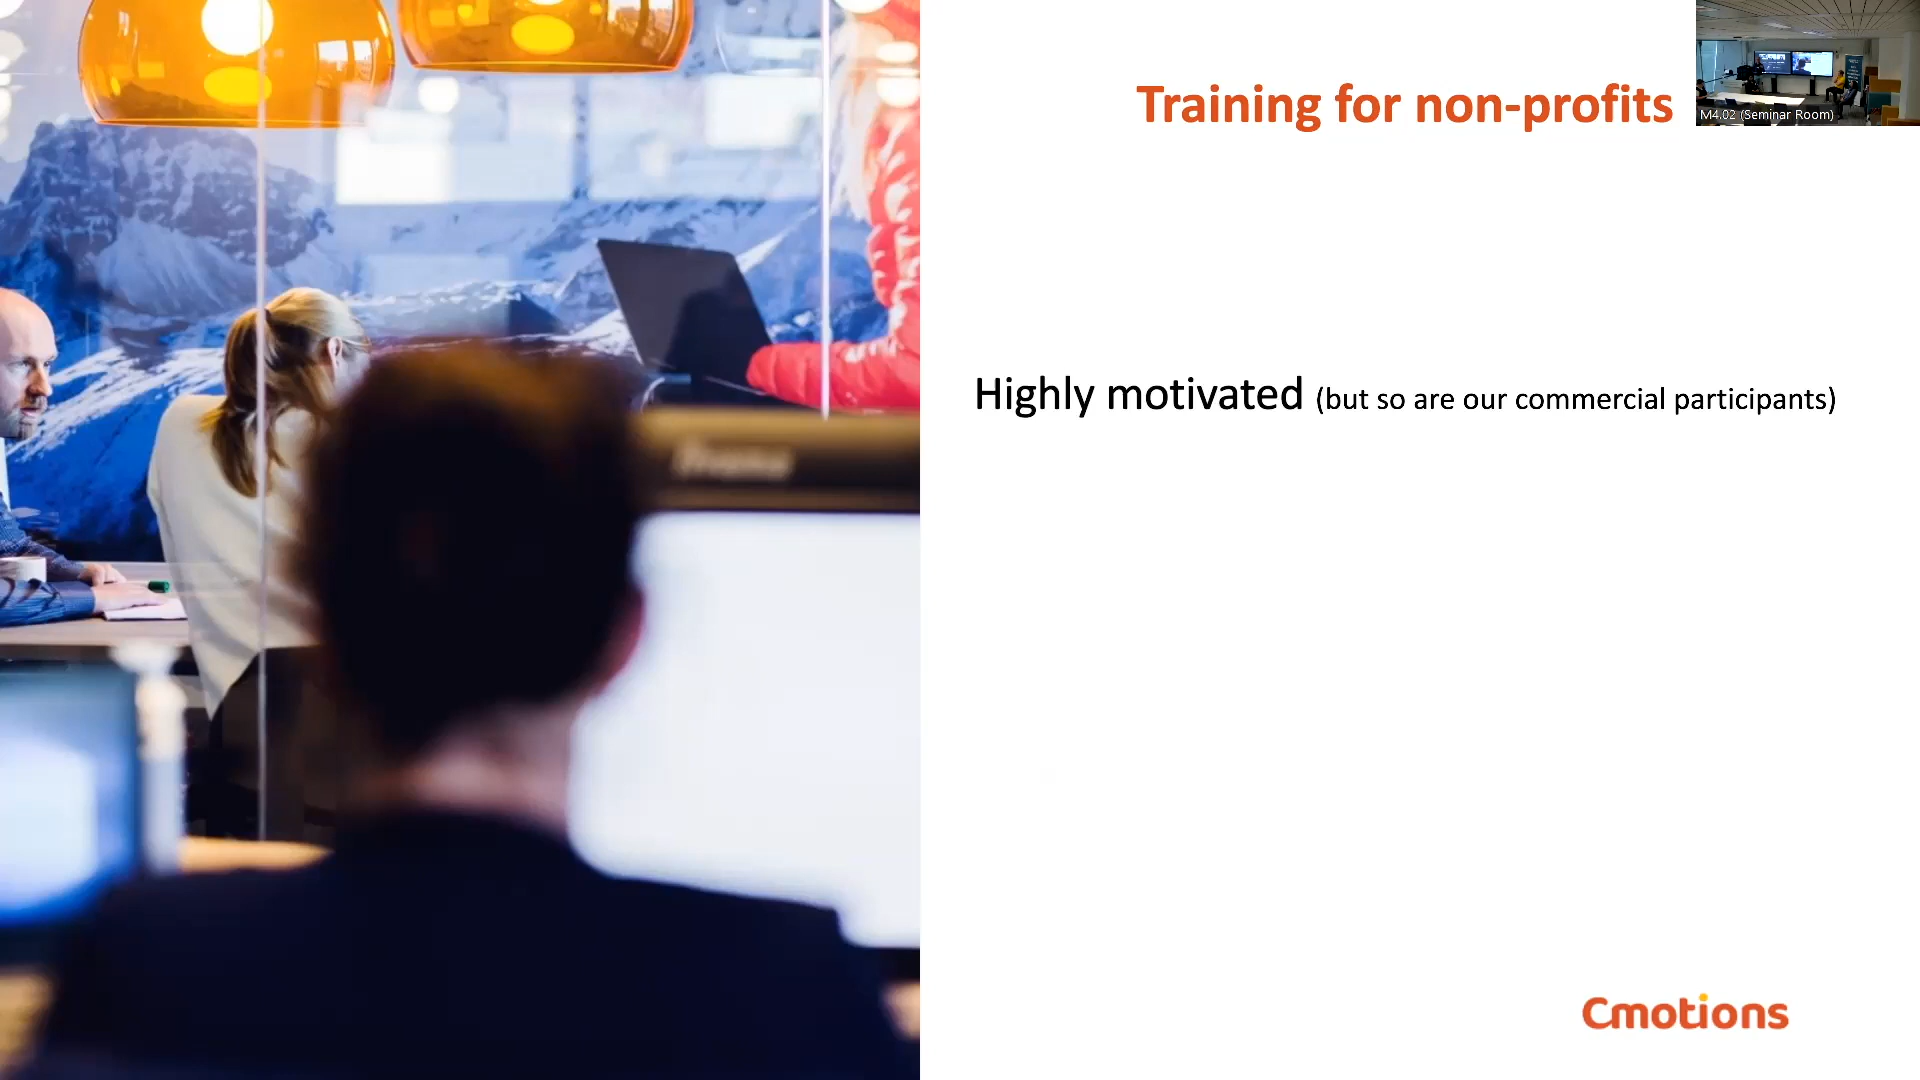 Training for non-profits
M4.02 (Seminar Room)
Highly motivated (but so are our commercial participants)
Cmotions